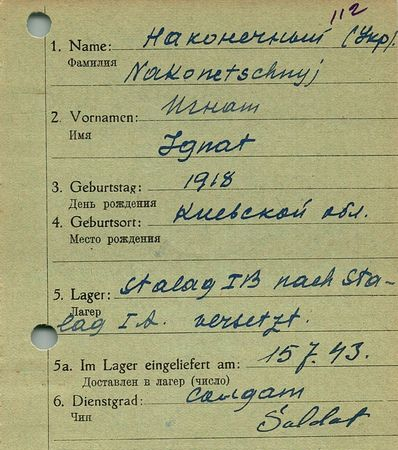 112
1. Name: Наконечный (Укр).
Фамилия
Nakonetschnyj
2. Vornamen: Игнат
Имя
Ignat
3. Geburtstag: 1918
День рождения
4. Geburtsort: Киевской обл.
Место рождения
5. Lager: Stalag IB nach Sta-
Лагер
lag I A. versetzt.
5a. Im Lager eingeliefert am: 15 7. 43.
Доставлен в лагер (число)
6. Dienstgrad: солдат
Чин
Soldat